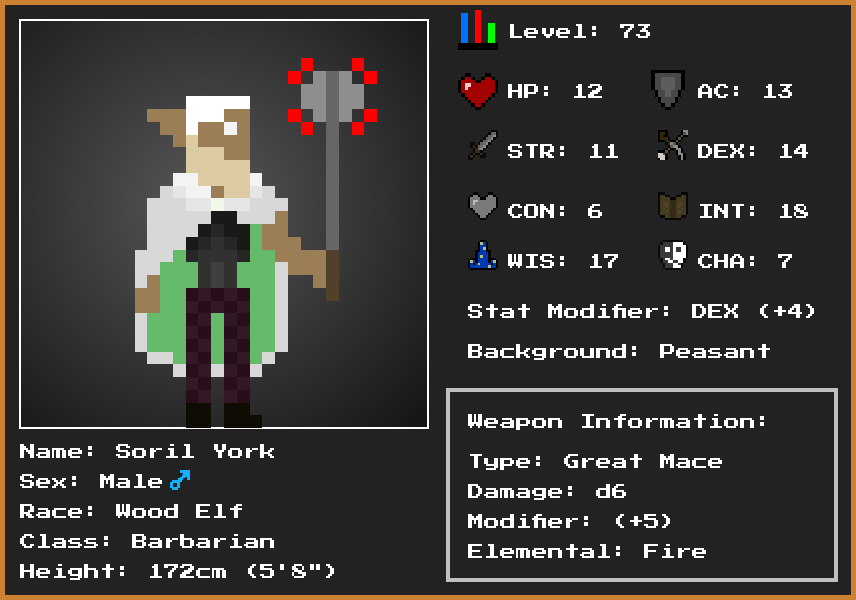 Level: 73
HP: 12 AC: 13
STR: 11 DEX: 14
CON: 6 INT: 18
WIS: 17 CHA: 7
Stat Modifier: DEX (+4)
Background: Peasant
Weapon Information:
Type: Great Mace
Damage: d6
Modifier: (+5)
Elemental: Fire
Name: Soril York
Sex: Male ♂
Race: Wood Elf
Class: Barbarian
Height: 172cm (5'8")